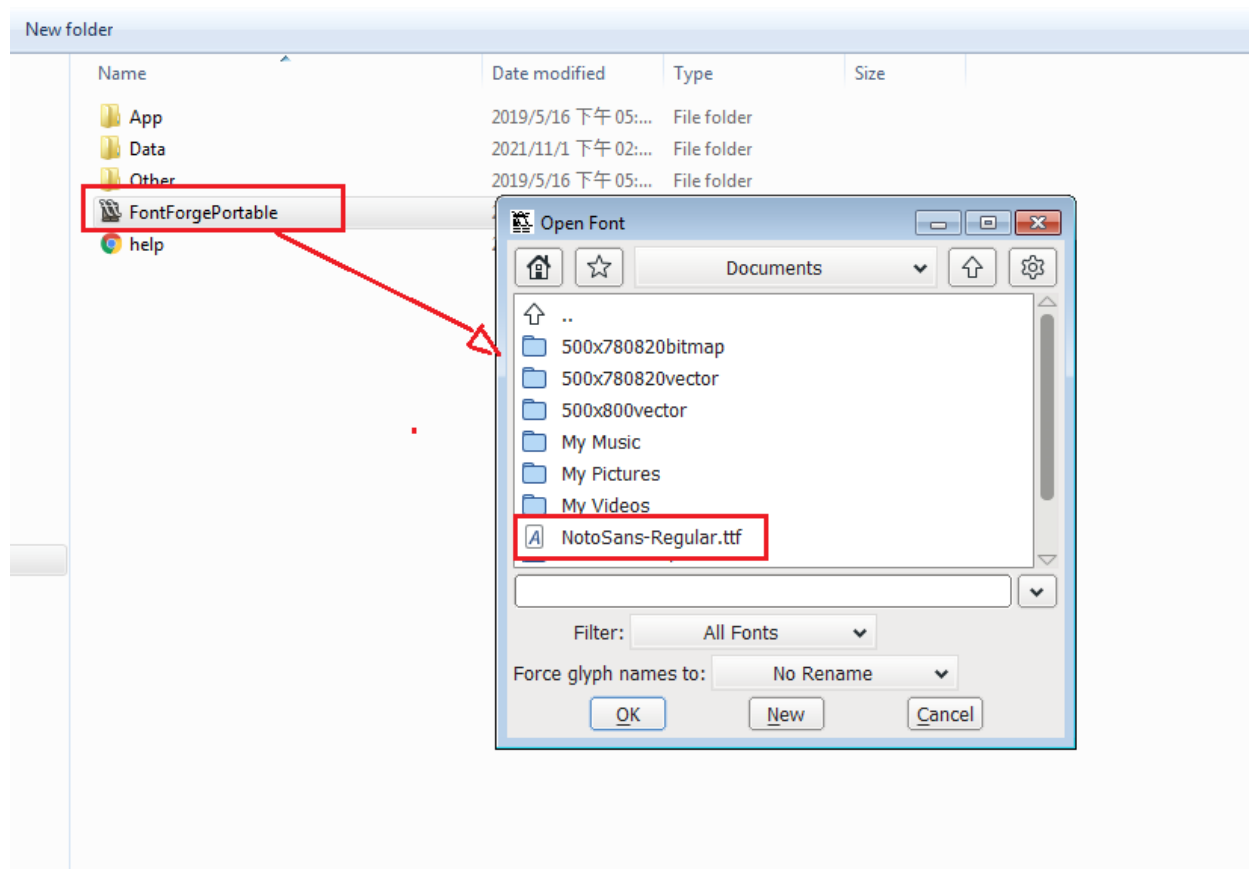 New folder
Name Date modified Type Size
App 2019/5/16 下午 05:... File folder
Data 2021/11/1 下午 02:... File folder
Other 2019/5/16 下午 05:... File folder
FontForgePortable
help
Open Font
Documents
..
500x780820bitmap
500x780820vector
500x800vector
My Music
My Pictures
My Videos
NotoSans-Regular.ttf
Filter: All Fonts
Force glyph names to: No Rename
OK New Cancel